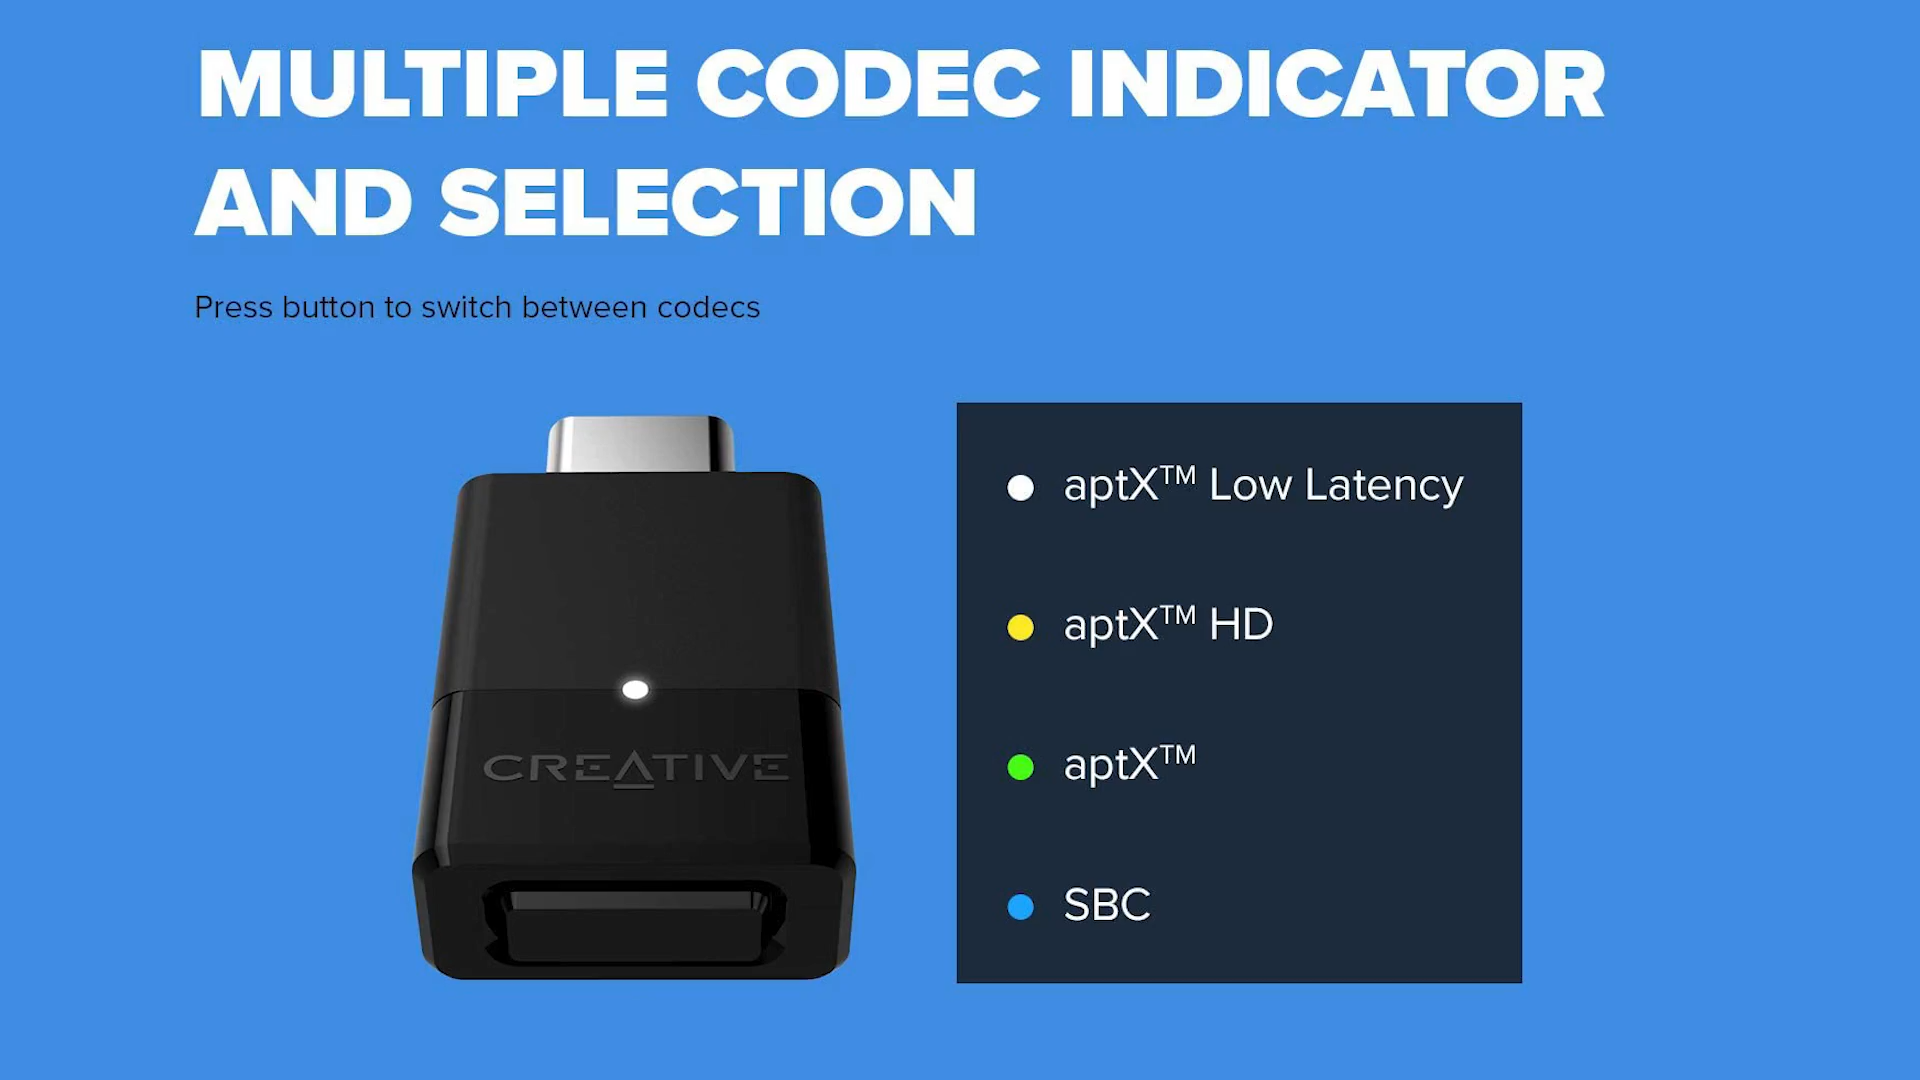 MULTIPLE CODEC INDICATOR
AND SELECTION
Press button to switch between codecs
CREATIVE
aptX™ Low Latency
aptX™ HD
aptX™
SBC